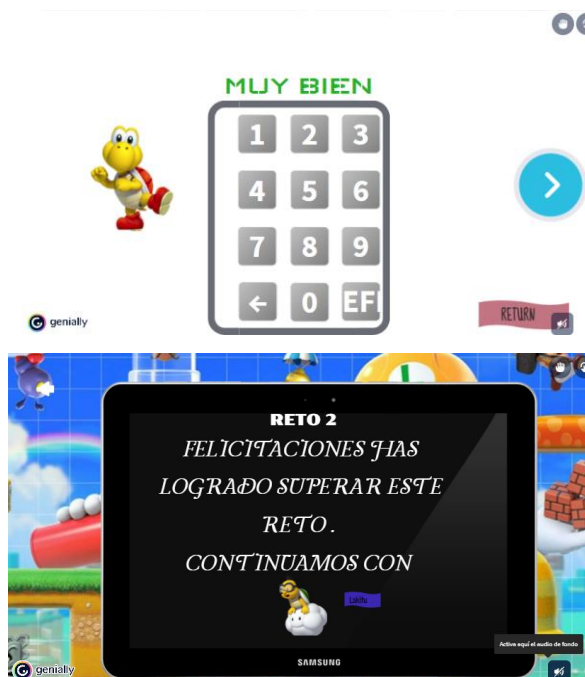 MUY BIEN
1 2 3
4 5 6
7 8 9
← 0 EF
RETURN
genially
RETO 2
FELICITACIONES HAS
LOGRADO SUPERAR ESTE
RETO .
CONTINUAMOS CON
Lakitu
Active aquí el audio de fondo
SAMSUNG
genially